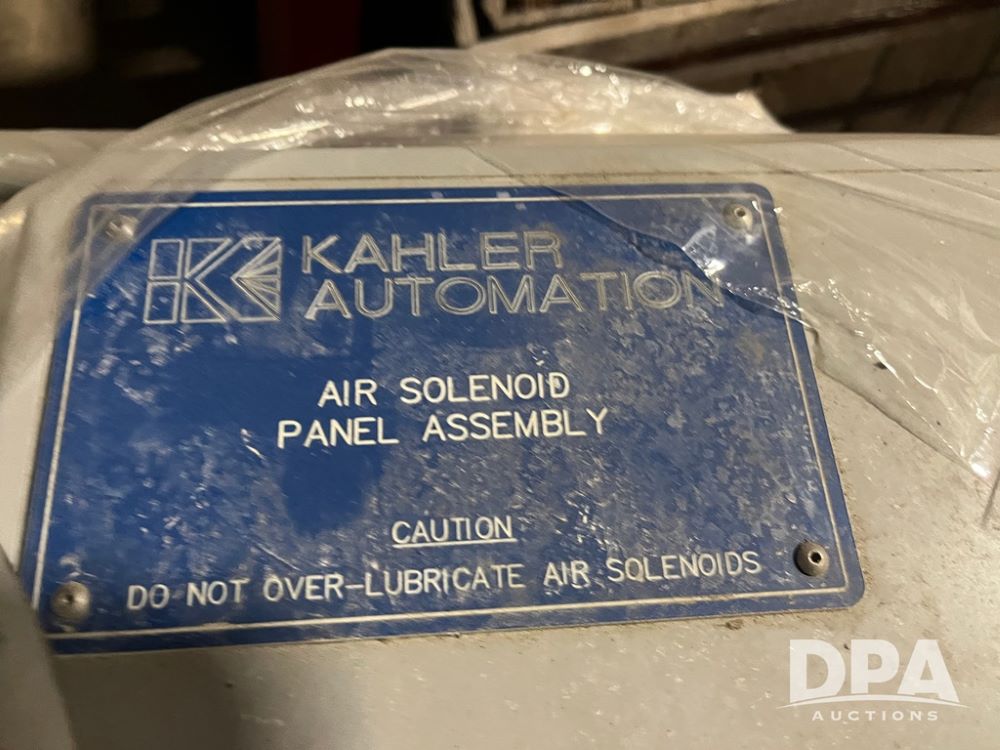 KAHLER
AUTOMATION
AIR SOLENOID
PANEL ASSEMBLY
CAUTION
DO NOT OVER-LUBRICATE AIR SOLENOIDS
DPA
AUCTIONS